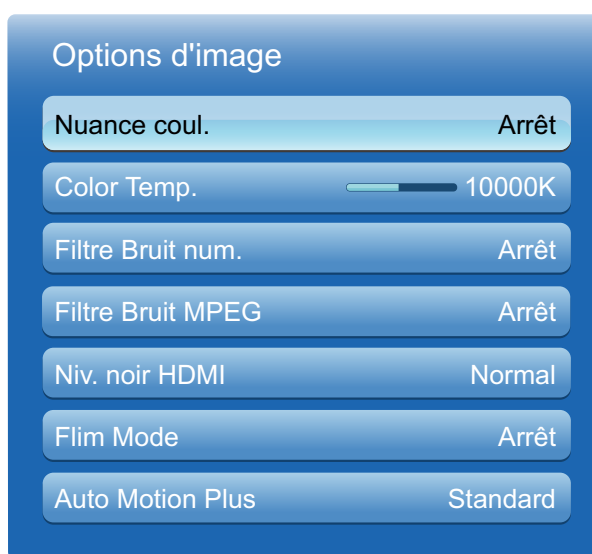 Options d'image
Nuance coul. Arrêt
Color Temp. 10000K
Filtre Bruit num. Arrêt
Filtre Bruit MPEG Arrêt
Niv. noir HDMI Normal
Flim Mode Arrêt
Auto Motion Plus Standard